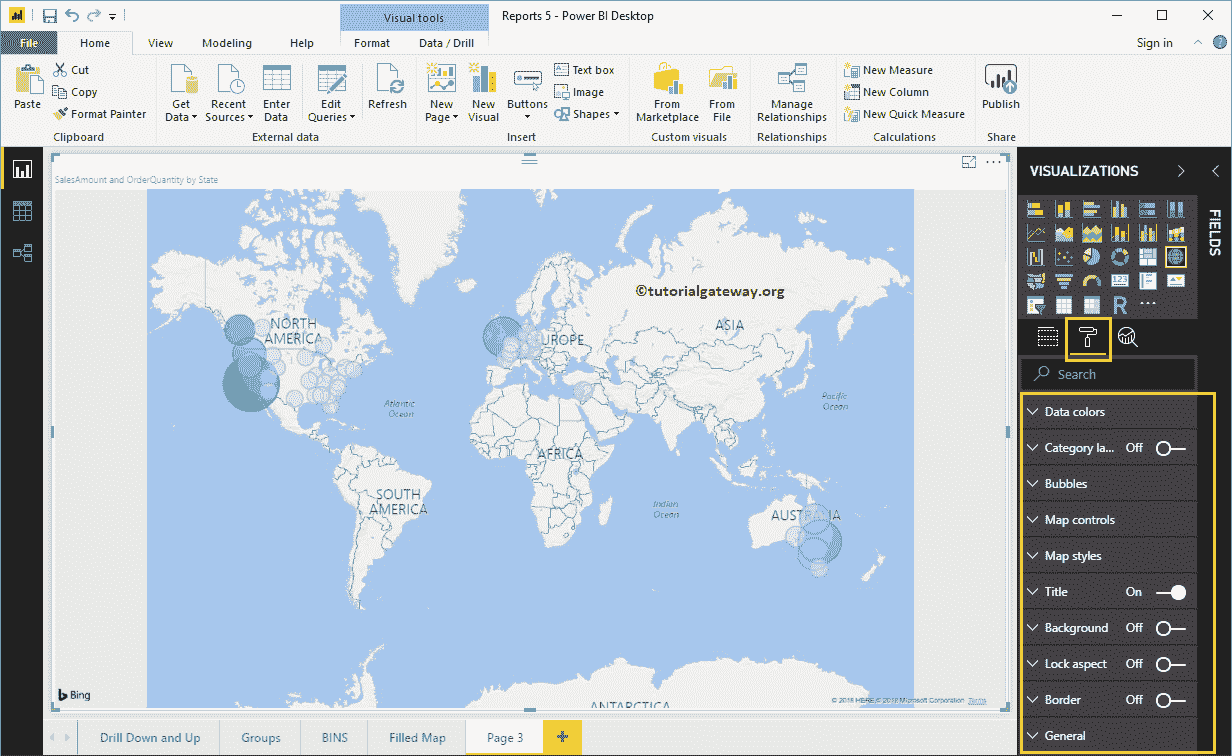 Visual tools
Reports 5 - Power BI Desktop
File
Home
View
Modeling
Help
Format
Data / Drill
Sign in
Paste
Cut
Copy
Format Painter
Clipboard
Get
Data
Recent
Sources
Enter
Data
Edit
Queries
External data
Refresh
New
Page
New
Visual
Buttons
Text box
Image
Shapes
Insert
From
Marketplace
From
File
Custom visuals
Manage
Relationships
Relationships
New Measure
New Column
New Quick Measure
Calculations
Publish
Share
SalesAmount and OrderQuantity by State
©tutorialgateway.org
NORTH
AMERICA
EUROPE
ASIA
Atlantic
Ocean
Pacific
Ocean
AFRICA
SOUTH
AMERICA
Indian
Ocean
AUSTRALIA
ANTARCTICA
Bing
© 2018 HERE © 2018 Microsoft Corporation Terms
VISUALIZATIONS
FIELDS
123
R
Search
Data colors
Category la... Off
Bubbles
Map controls
Map styles
Title On
Background Off
Lock aspect Off
Border Off
General
Drill Down and Up
Groups
BINS
Filled Map
Page 3